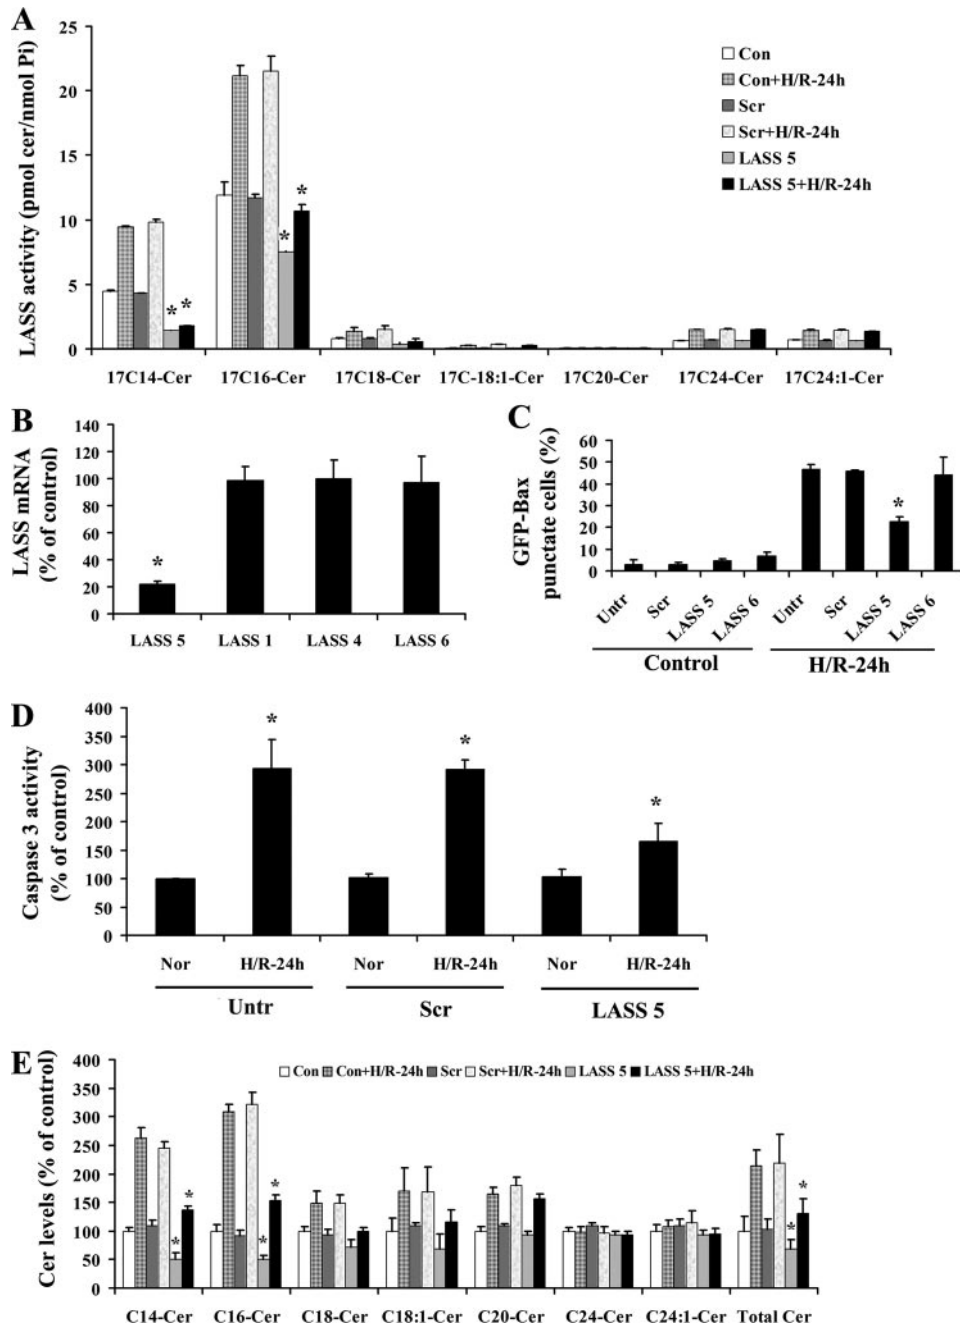 A
LASS activity (pmol cer/nmol Pi)
25
20
15
10
5
0
Con
Con+H/R-24h
Scr
Scr+H/R-24h
LASS 5
LASS 5+H/R-24h
* *
* *
17C14-Cer 17C16-Cer 17C18-Cer 17C-18:1-Cer 17C20-Cer 17C24-Cer 17C24:1-Cer
B
LASS mRNA
(% of control)
140
120
100
80
60
40
20
0
*
LASS 5 LASS 1 LASS 4 LASS 6
C
GFP-Bax
punctate cells (%)
60
50
40
30
20
10
0
*
Untr Scr LASS 5 LASS 6 Untr Scr LASS 5 LASS 6
Control H/R-24h
D
Caspase 3 activity
(% of control)
400
350
300
250
200
150
100
50
0
* * *
Nor H/R-24h Nor H/R-24h Nor H/R-24h
Untr Scr LASS 5
E
Cer levels (% of control)
400
350
300
250
200
150
100
50
0
Con Con+H/R-24h Scr Scr+H/R-24h LASS 5 LASS 5+H/R-24h
* * * * * *
C14-Cer C16-Cer C18-Cer C18:1-Cer C20-Cer C24-Cer C24:1-Cer Total Cer